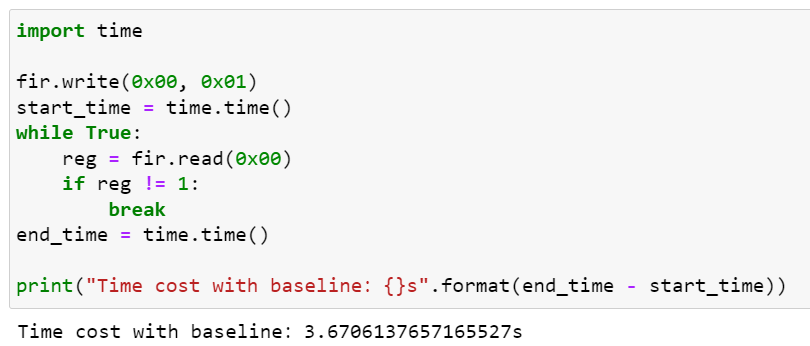 import time

fir.write(0x00, 0x01)
start_time = time.time()
while True:
    reg = fir.read(0x00)
    if reg != 1:
        break
end_time = time.time()

print("Time cost with baseline: {}s".format(end_time - start_time))
Time cost with baseline: 3.6706137657165527s